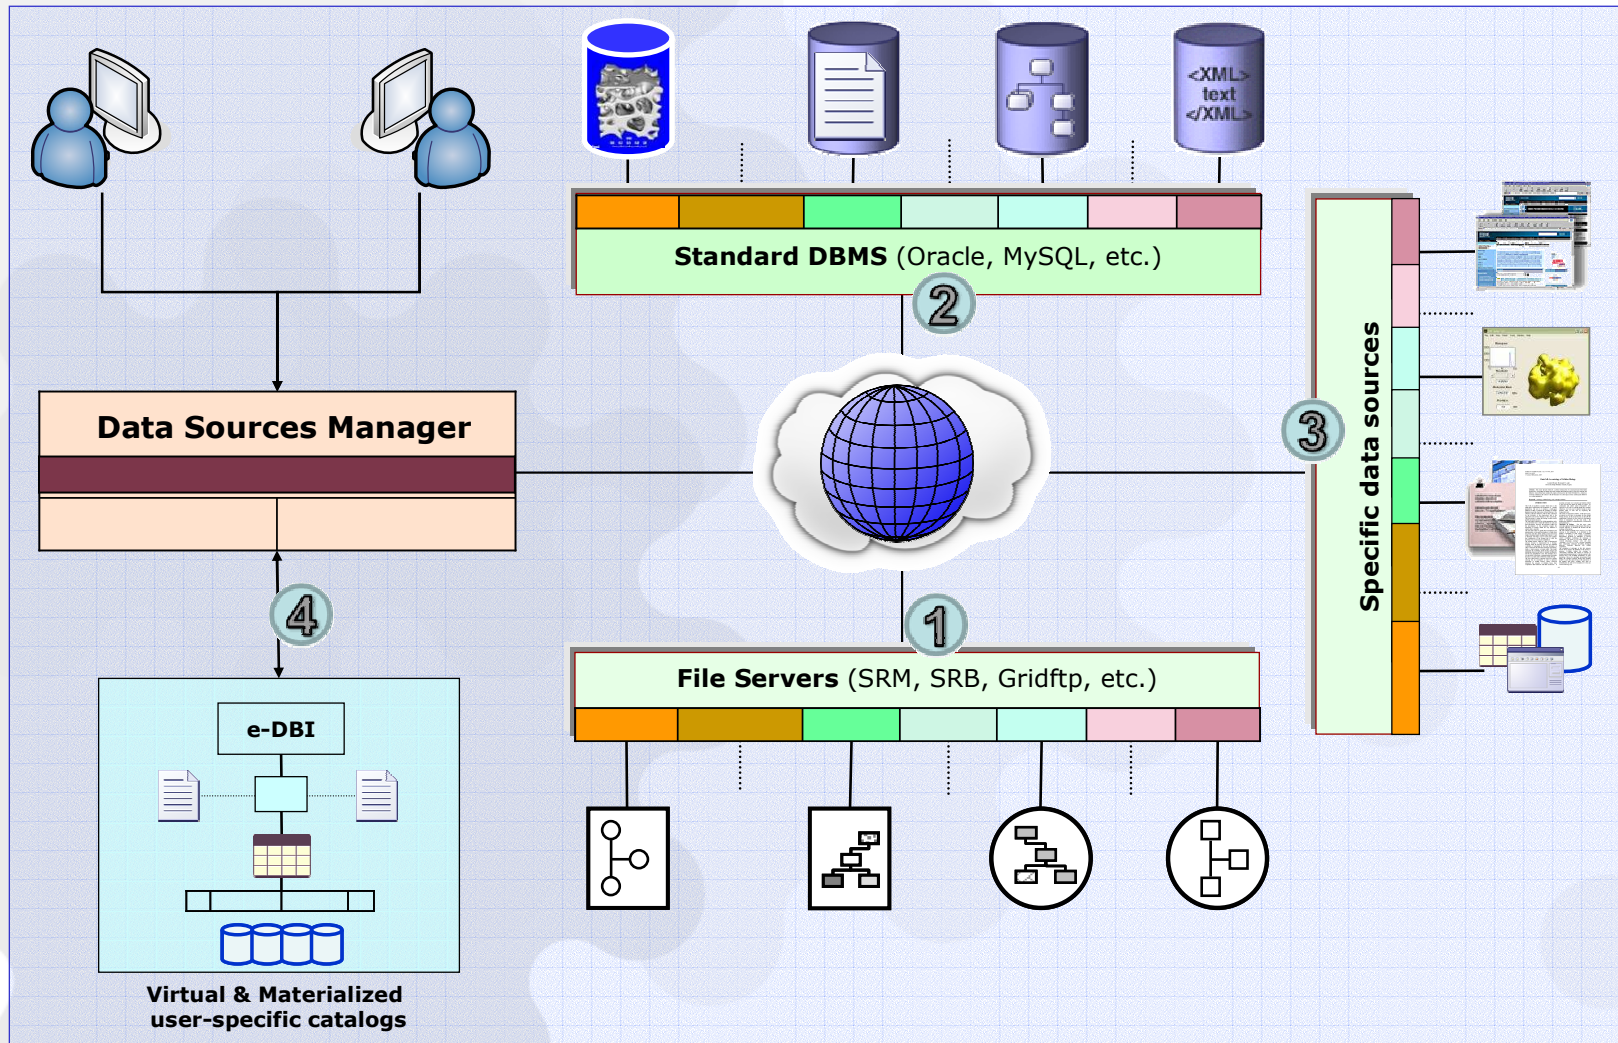 <XML>
text
</XML>
Standard DBMS (Oracle, MySQL, etc.)
2
Data Sources Manager
3
Specific data sources
4
1
File Servers (SRM, SRB, Gridftp, etc.)
e-DBI
Virtual & Materialized
user-specific catalogs